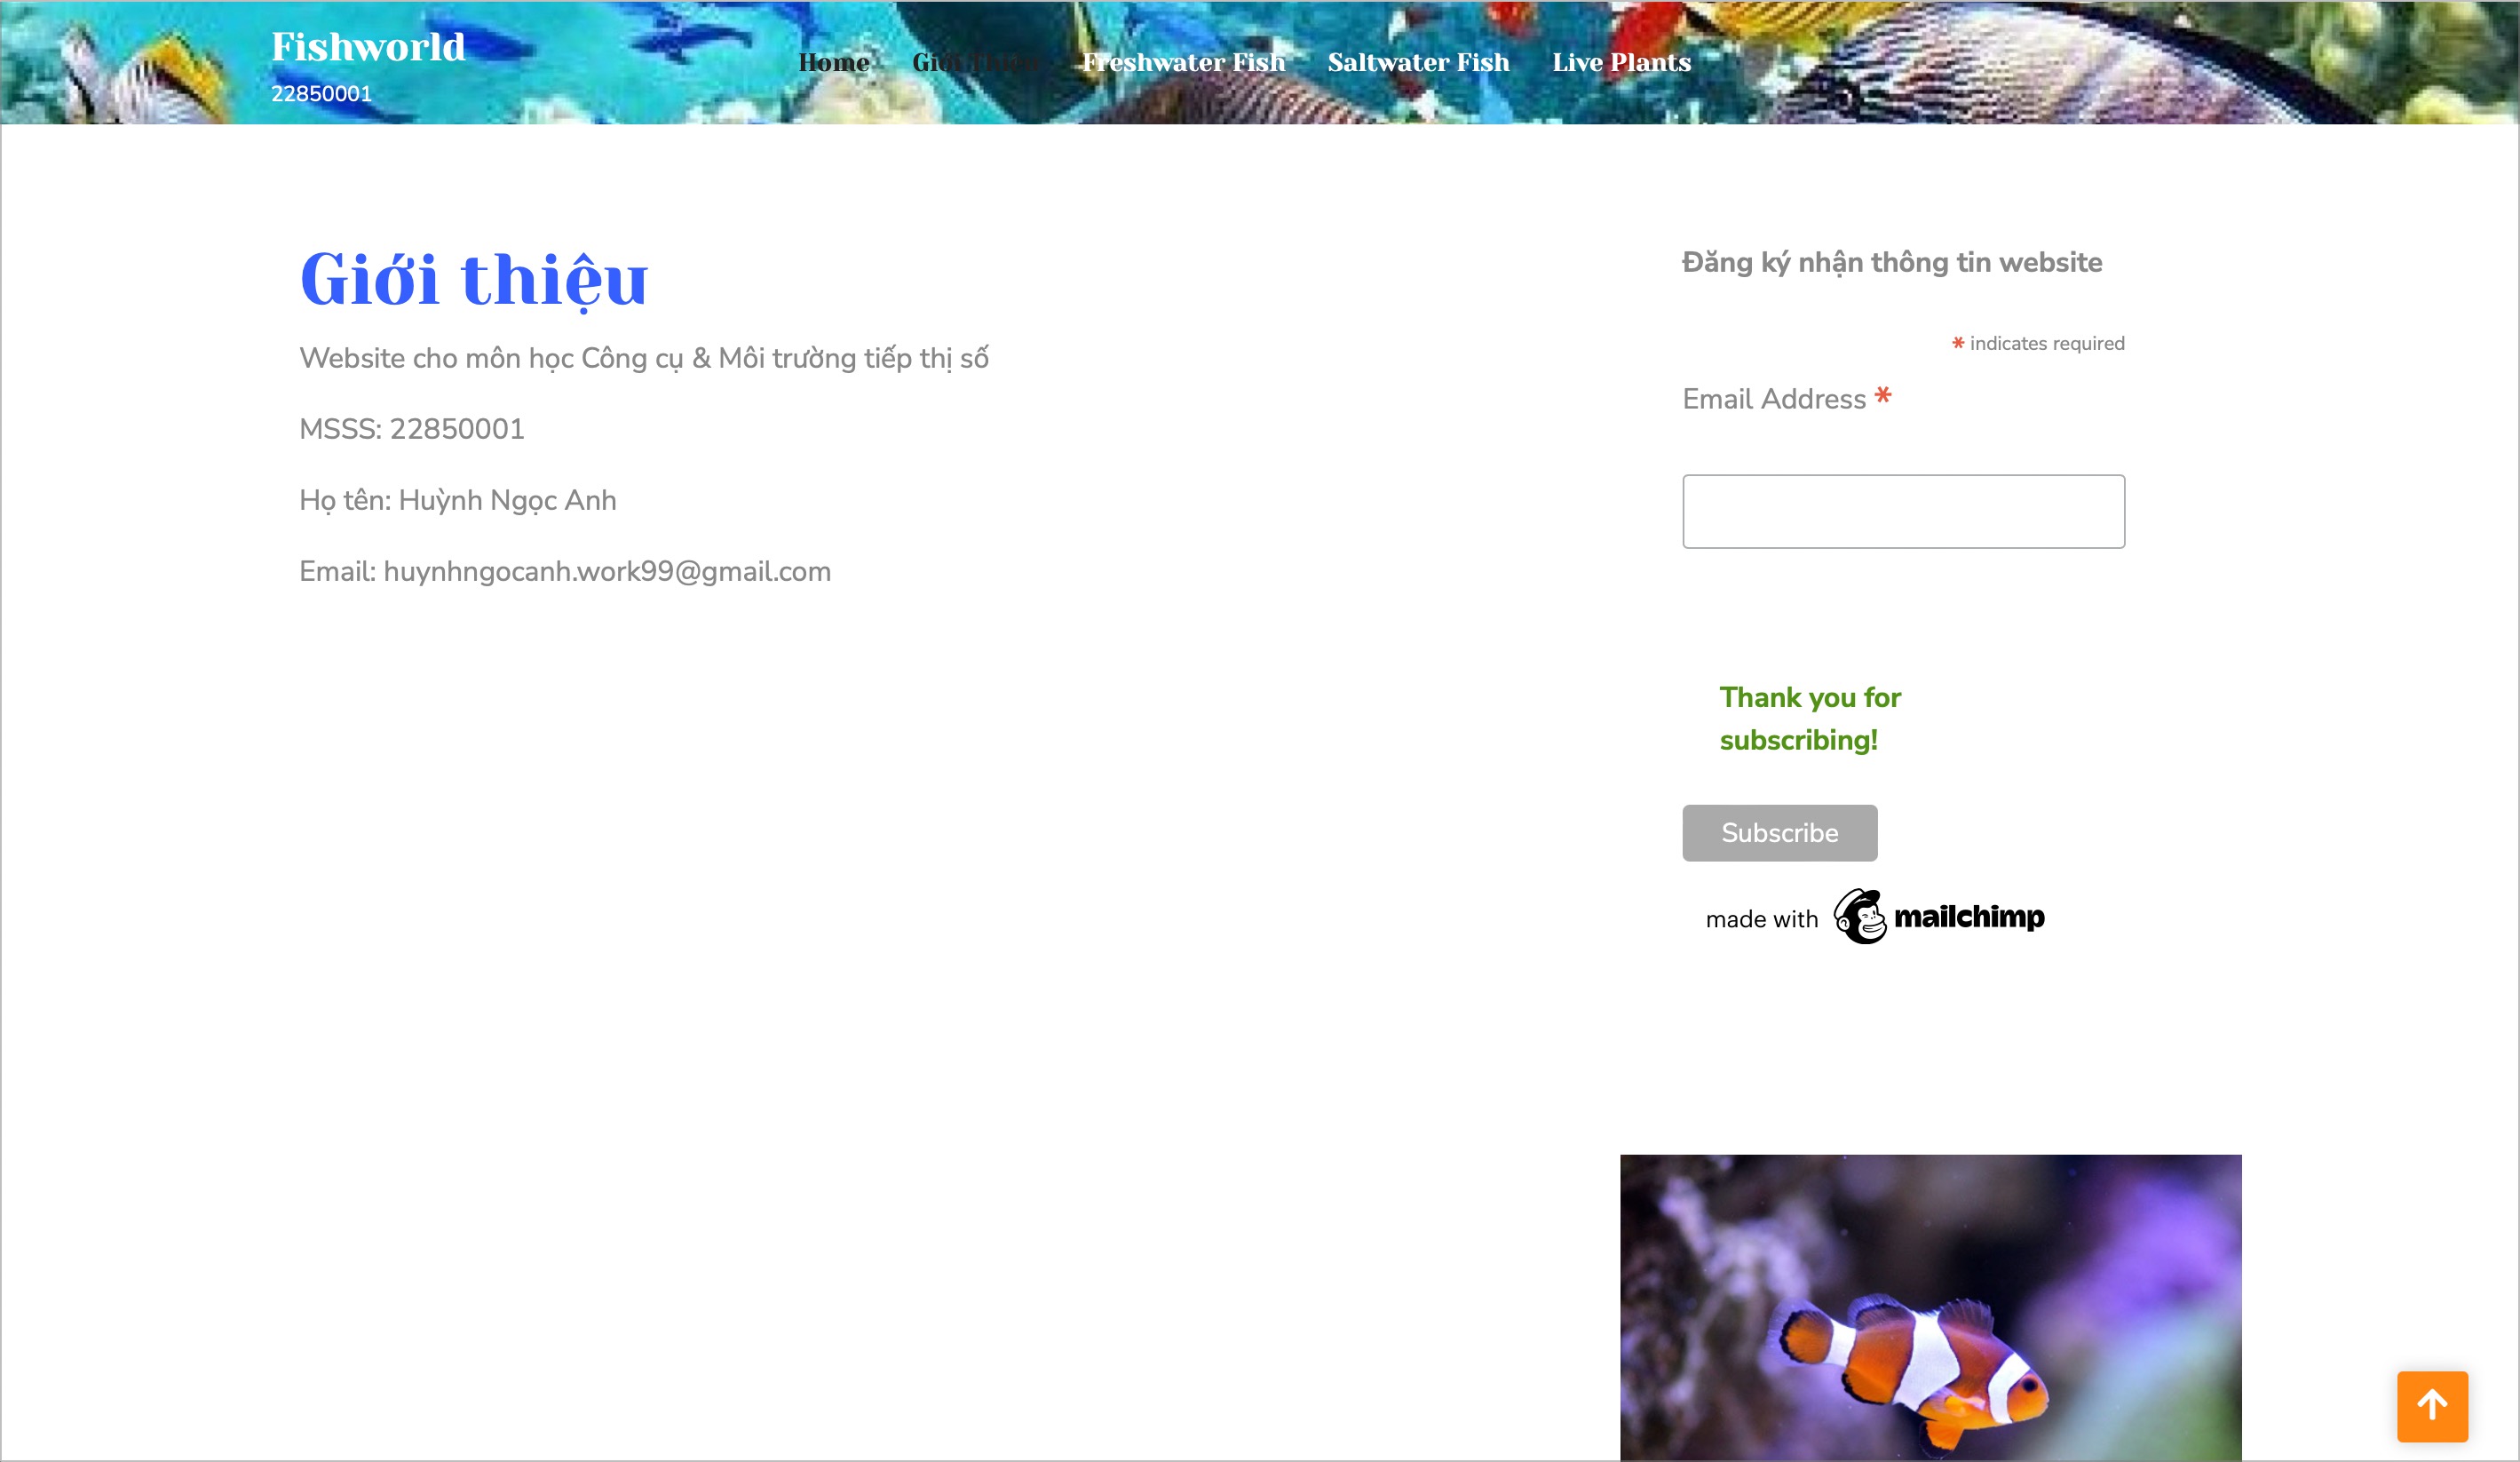 Fishworld
22850001
Home Giới Thiệu Freshwater Fish Saltwater Fish Live Plants
Giới thiệu
Website cho môn học Công cụ & Môi trường tiếp thị số
MSSS: 22850001
Họ tên: Huỳnh Ngọc Anh
Email: huynhngocanh.work99@gmail.com
Đăng ký nhận thông tin website
* indicates required
Email Address *
Thank you for
subscribing!
Subscribe
made with mailchimp